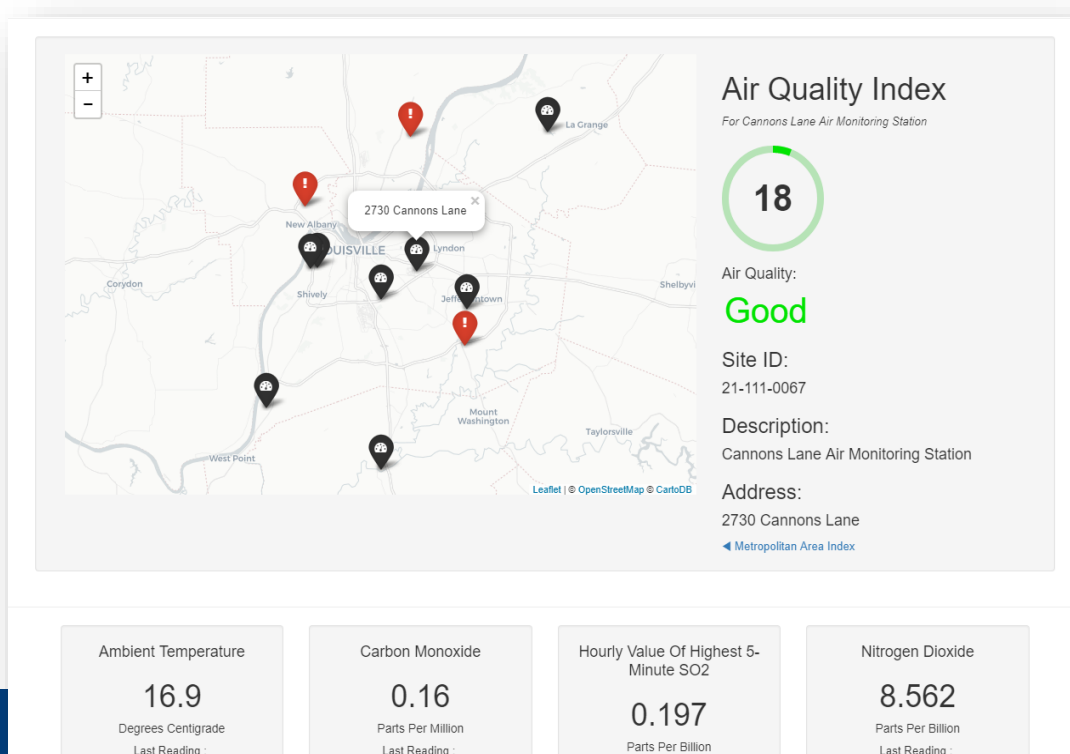 +
−
La Grange
2730 Cannons Lane
×
New Albany
OUISVILLE
Lyndon
Corydon
Shively
Shelbyvi
Mount
Washington
Taylorsville
West Point
Leaflet | © OpenStreetMap © CartoDB
Air Quality Index
For Cannons Lane Air Monitoring Station
18
Air Quality:
Good
Site ID:
21-111-0067
Description:
Cannons Lane Air Monitoring Station
Address:
2730 Cannons Lane
◀ Metropolitan Area Index
Ambient Temperature
16.9
Degrees Centigrade
Last Reading :
Carbon Monoxide
0.16
Parts Per Million
Last Reading :
Hourly Value Of Highest 5-
Minute SO2
0.197
Parts Per Billion
Nitrogen Dioxide
8.562
Parts Per Billion
Last Reading :